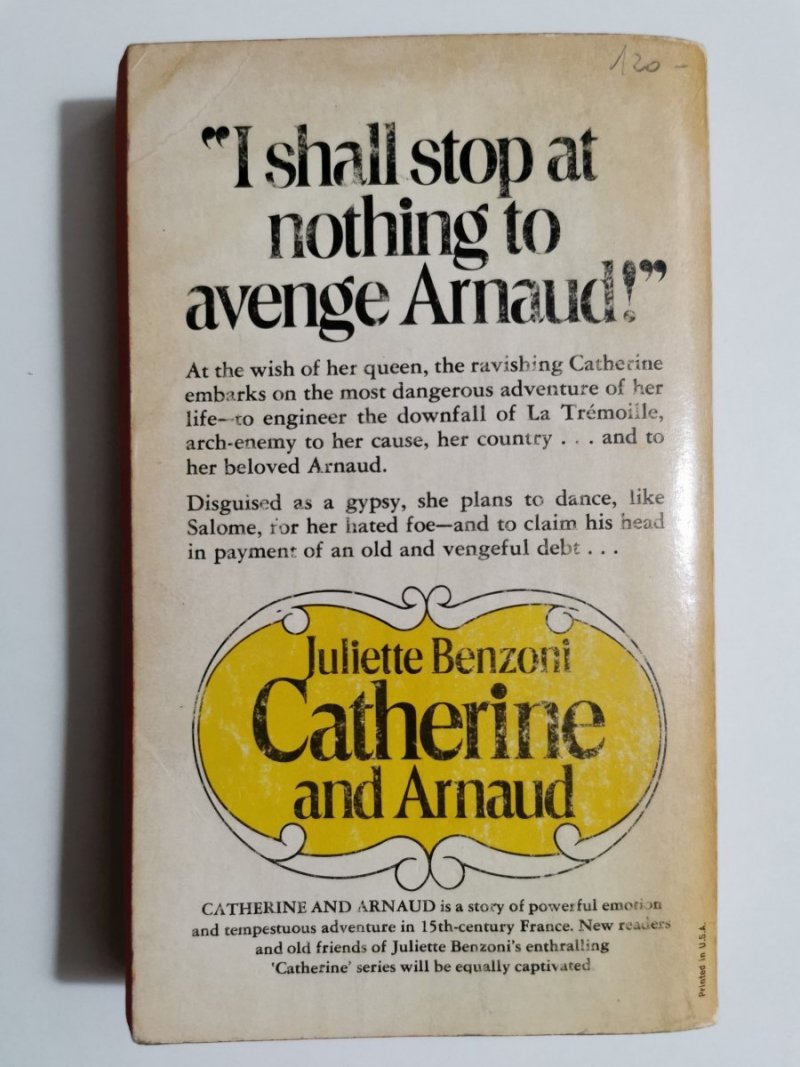 120 -
"I shall stop at
nothing to
avenge Arnaud!"
At the wish of her queen, the ravishing Catherine
embarks on the most dangerous adventure of her
life—to engineer the downfall of La Trémoille,
arch-enemy to her cause, her country . . . and to
her beloved Arnaud.
Disguised as a gypsy, she plans to dance, like
Salome, for her hated foe—and to claim his head
in payment of an old and vengeful debt . . .
Juliette Benzoni
Catherine
and Arnaud
CATHERINE AND ARNAUD is a story of powerful emotion
and tempestuous adventure in 15th-century France. New readers
and old friends of Juliette Benzoni's enthralling
'Catherine' series will be equally captivated
Printed in U.S.A.